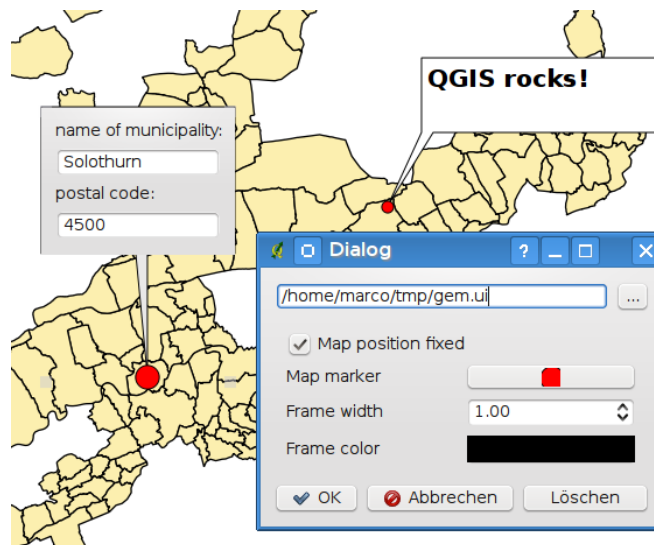 QGIS rocks!
name of municipality:
Solothurn
postal code:
4500
Dialog
?
/home/marco/tmp/gem.ui
...
Map position fixed
Map marker
Frame width
1.00
Frame color
OK
Abbrechen
Löschen